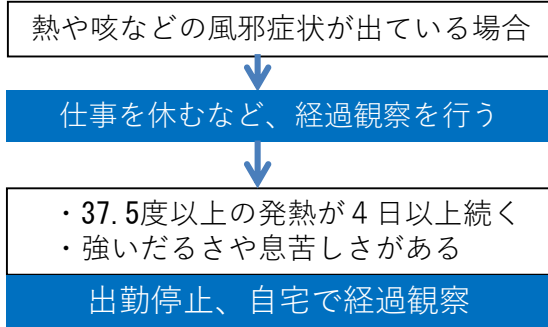 熱や咳などの風邪症状が出ている場合
仕事を休むなど、経過観察を行う
・37.5度以上の発熱が４日以上続く
・強いだるさや息苦しさがある
出勤停止、自宅で経過観察